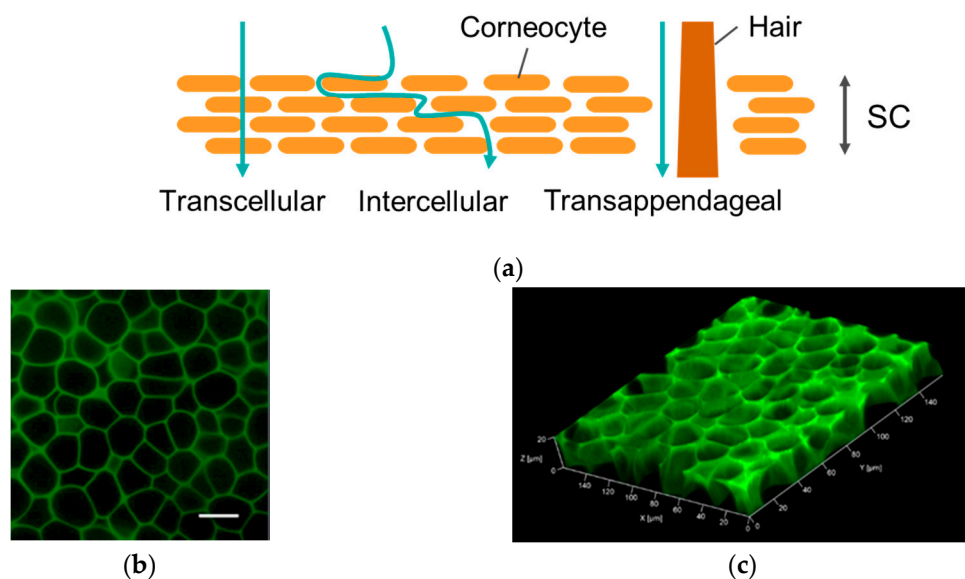 Corneocyte
Hair
SC
Transcellular
Intercellular
Transappendageal
(a)
20
Z [µm]
0
140
120
100
80
X [µm]
60
40
20
0
0
20
40
60
80
Y [µm]
100
120
140
(b)
(c)